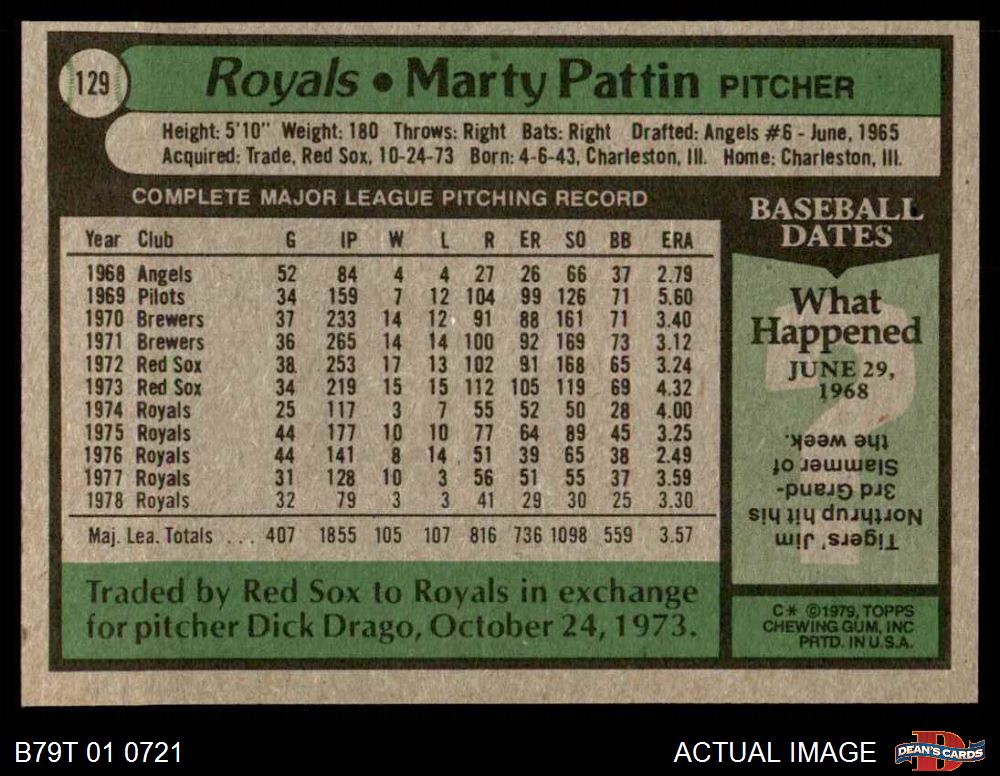 129
Royals • Marty Pattin PITCHER
Height: 5'10" Weight: 180 Throws: Right Bats: Right Drafted: Angels #6 - June, 1965
Acquired: Trade, Red Sox, 10-24-73 Born: 4-6-43, Charleston, Ill. Home: Charleston, Ill.
COMPLETE MAJOR LEAGUE PITCHING RECORD
Year Club G IP W L R ER SO BB ERA
1968 Angels 52 84 4 4 27 26 66 37 2.79
1969 Pilots 34 159 7 12 104 99 126 71 5.60
1970 Brewers 37 233 14 12 91 88 161 71 3.40
1971 Brewers 36 265 14 14 100 92 169 73 3.12
1972 Red Sox 38 253 17 13 102 91 168 65 3.24
1973 Red Sox 34 219 15 15 112 105 119 69 4.32
1974 Royals 25 117 3 7 55 52 50 28 4.00
1975 Royals 44 177 10 10 77 64 89 45 3.25
1976 Royals 44 141 8 14 51 39 65 38 2.49
1977 Royals 31 128 10 3 56 51 55 37 3.59
1978 Royals 32 79 3 3 41 29 30 25 3.30
Maj. Lea. Totals . . . 407 1855 105 107 816 736 1098 559 3.57
Traded by Red Sox to Royals in exchange
for pitcher Dick Drago, October 24, 1973.
BASEBALL
DATES
What
Happened
JUNE 29,
1968
?
Tigers' Jim
Northrup hit his
3rd Grand-
Slammer of
the week.
C* ©1979, TOPPS
CHEWING GUM, INC
PRTD. IN U.S.A.
B79T 01 0721
ACTUAL IMAGE
D
DEAN'S CARDS